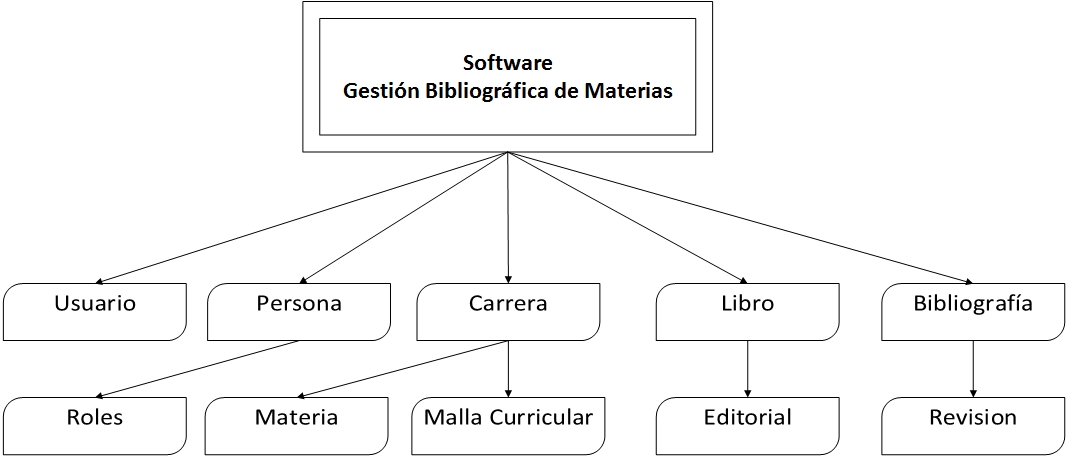 Software
Gestión Bibliográfica de Materias
Usuario
Persona
Carrera
Libro
Bibliografía
Roles
Materia
Malla Curricular
Editorial
Revision